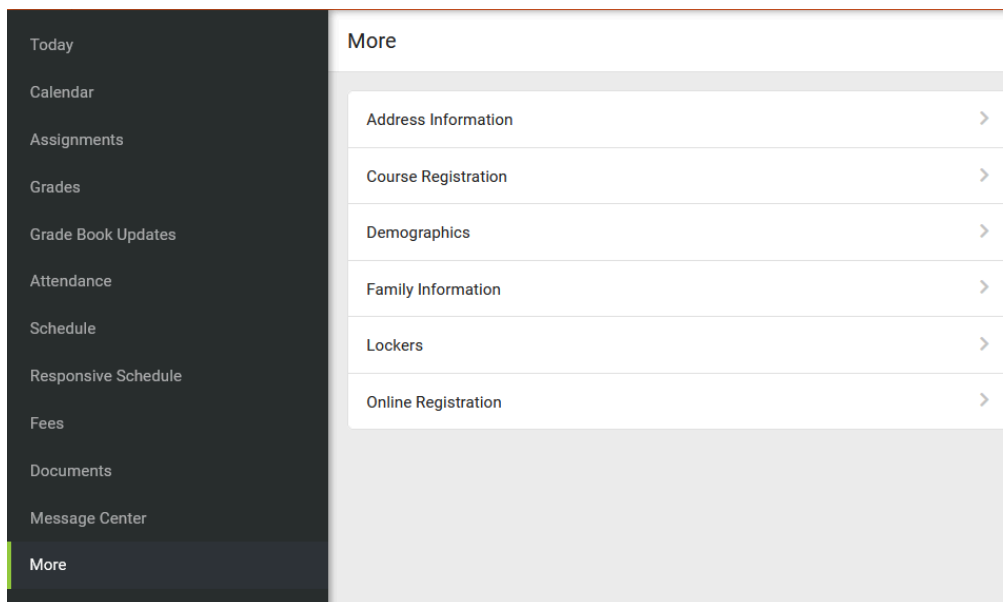 Today
Calendar
Assignments
Grades
Grade Book Updates
Attendance
Schedule
Responsive Schedule
Fees
Documents
Message Center
More
More
Address Information
Course Registration
Demographics
Family Information
Lockers
Online Registration